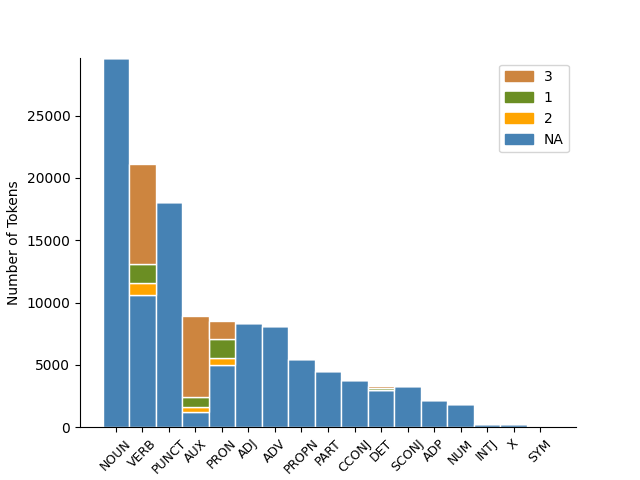 3
1
2
NA
Number of Tokens
25000
20000
15000
10000
5000
0
NOUN
VERB
PUNCT
AUX
PRON
ADJ
ADV
PROPN
PART
CCONJ
DET
SCONJ
ADP
NUM
INTJ
X
SYM